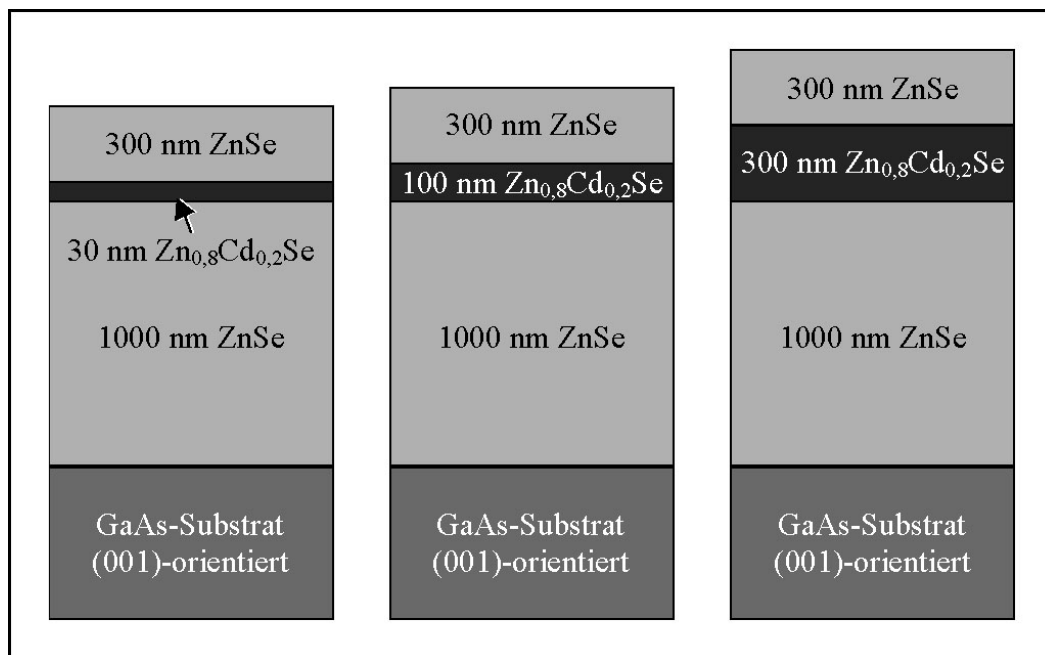 300 nm ZnSe
30 nm Zn₀,₈Cd₀,₂Se
1000 nm ZnSe
GaAs-Substrat
(001)-orientiert
300 nm ZnSe
100 nm Zn₀,₈Cd₀,₂Se
1000 nm ZnSe
GaAs-Substrat
(001)-orientiert
300 nm ZnSe
300 nm Zn₀,₈Cd₀,₂Se
1000 nm ZnSe
GaAs-Substrat
(001)-orientiert